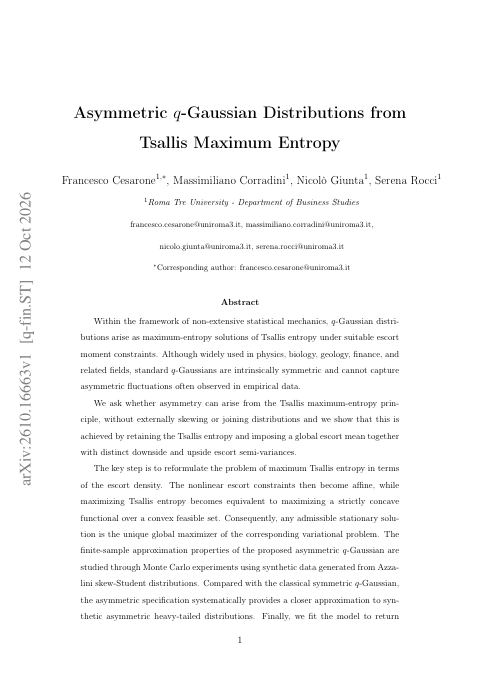 Asymmetric q-Gaussian Distributions from
Tsallis Maximum Entropy
Francesco Cesarone1,*, Massimiliano Corradini1, Nicolò Giunta1, Serena Rocci1
1Roma Tre University - Department of Business Studies
francesco.cesarone@uniroma3.it, massimiliano.corradini@uniroma3.it,
nicolo.giunta@uniroma3.it, serena.rocci@uniroma3.it
*Corresponding author: francesco.cesarone@uniroma3.it
Abstract
Within the framework of non-extensive statistical mechanics, q-Gaussian distri-
butions arise as maximum-entropy solutions of Tsallis entropy under suitable escort
moment constraints. Although widely used in physics, biology, geology, finance, and
related fields, standard q-Gaussians are intrinsically symmetric and cannot capture
asymmetric fluctuations often observed in empirical data.
We ask whether asymmetry can arise from the Tsallis maximum-entropy prin-
ciple, without externally skewing or joining distributions and we show that this is
achieved by retaining the Tsallis entropy and imposing a global escort mean together
with distinct downside and upside escort semi-variances.
The key step is to reformulate the problem of maximum Tsallis entropy in terms
of the escort density. The nonlinear escort constraints then become affine, while
maximizing Tsallis entropy becomes equivalent to maximizing a strictly concave
functional over a convex feasible set. Consequently, any admissible stationary solu-
tion is the unique global maximizer of the corresponding variational problem. The
finite-sample approximation properties of the proposed asymmetric q-Gaussian are
studied through Monte Carlo experiments using synthetic data generated from Azza-
lini skew-Student distributions. Compared with the classical symmetric q-Gaussian,
the asymmetric specification systematically provides a closer approximation to syn-
thetic asymmetric heavy-tailed distributions. Finally, we fit the model to return
1
arXiv:2610.16663v1 [q-fin.ST] 12 Oct 2026